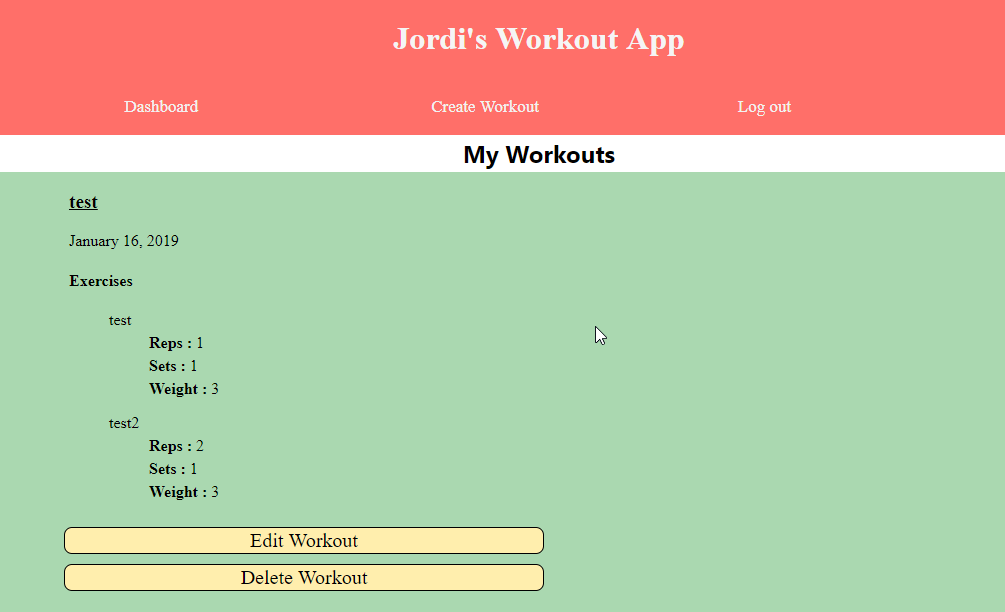 Jordi's Workout App
Dashboard Create Workout Log out
My Workouts
test
January 16, 2019
Exercises
test
Reps : 1
Sets : 1
Weight : 3
test2
Reps : 2
Sets : 1
Weight : 3
Edit Workout
Delete Workout